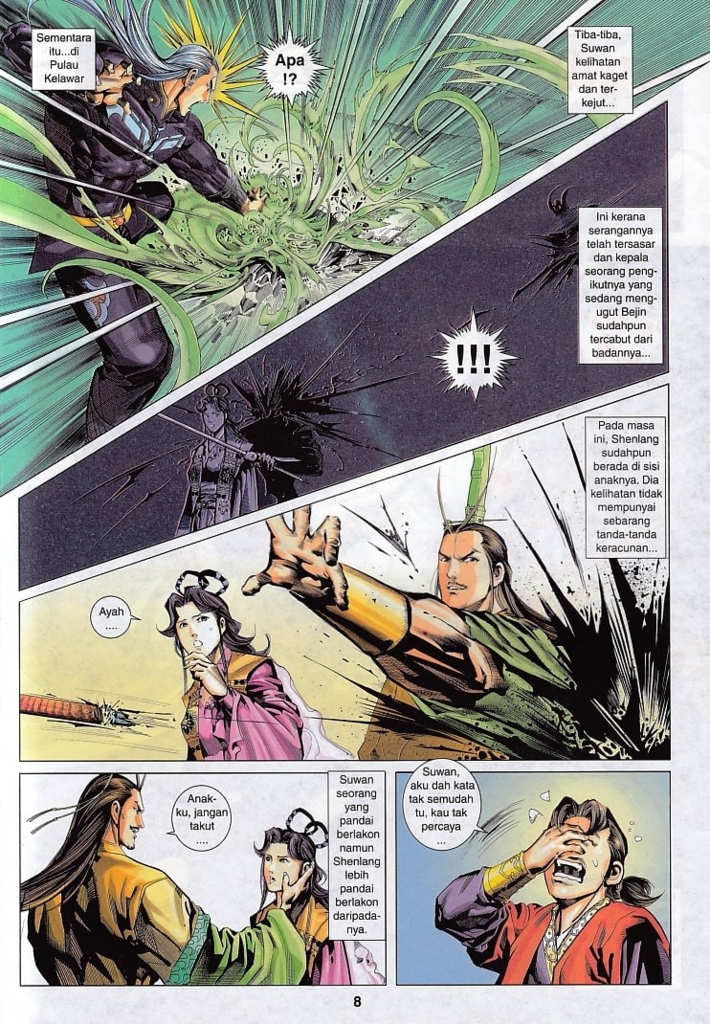 Sementara
itu...di
Pulau
Kelawar
Apa
!?
Tiba-tiba,
Suwan
kelihatan
amat kaget
dan ter-
kejut...
Ini kerana
serangannya
telah tersasar
dan kepala
seorang peng-
ikutnya yang
sedang meng-
ugut Bejin
sudahpun
tercabut dari
badannya...
!!!
Pada masa
ini, Shenlang
sudahpun
berada di sisi
anaknya. Dia
kelihatan tidak
mempunyai
sebarang
tanda-tanda
keracunan...
Ayah
....
Anak-
ku, jangan
takut
....
Suwan
seorang
yang
pandai
berlakon
namun
Shenlang
lebih
pandai
berlakon
daripada-
nya.
Suwan,
aku dah kata
tak semudah
tu, kau tak
percaya
...
8